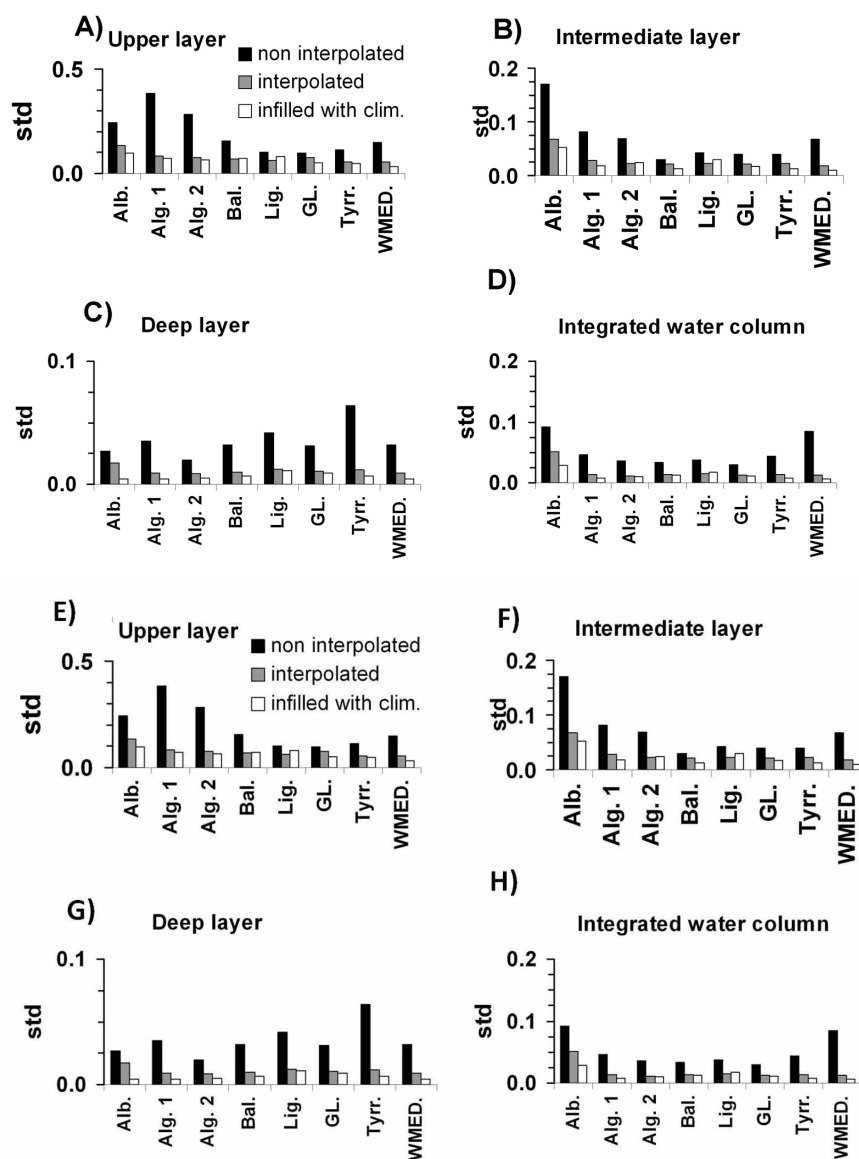 A)
Upper layer
non interpolated
interpolated
infilled with clim.
std
0.5
0.0
Alb.
Alg. 1
Alg. 2
Bal.
Lig.
GL.
Tyrr.
WMED.
B)
Intermediate layer
std
0.2
0.1
0.0
Alb.
Alg. 1
Alg. 2
Bal.
Lig.
GL.
Tyrr.
WMED.
C)
Deep layer
std
0.1
0.0
Alb.
Alg. 1
Alg. 2
Bal.
Lig.
GL.
Tyrr.
WMED.
D)
Integrated water column
std
0.2
0.1
0.0
Alb.
Alg. 1
Alg. 2
Bal.
Lig.
GL.
Tyrr.
WMED.
E)
Upper layer
non interpolated
interpolated
infilled with clim.
std
0.5
0.0
Alb.
Alg. 1
Alg. 2
Bal.
Lig.
GL.
Tyrr.
WMED.
F)
Intermediate layer
std
0.2
0.1
0.0
Alb.
Alg. 1
Alg. 2
Bal.
Lig.
GL.
Tyrr.
WMED.
G)
Deep layer
std
0.1
0.0
Alb.
Alg. 1
Alg. 2
Bal.
Lig.
GL.
Tyrr.
WMED.
H)
Integrated water column
std
0.2
0.1
0.0
Alb.
Alg. 1
Alg. 2
Bal.
Lig.
GL.
Tyrr.
WMED.